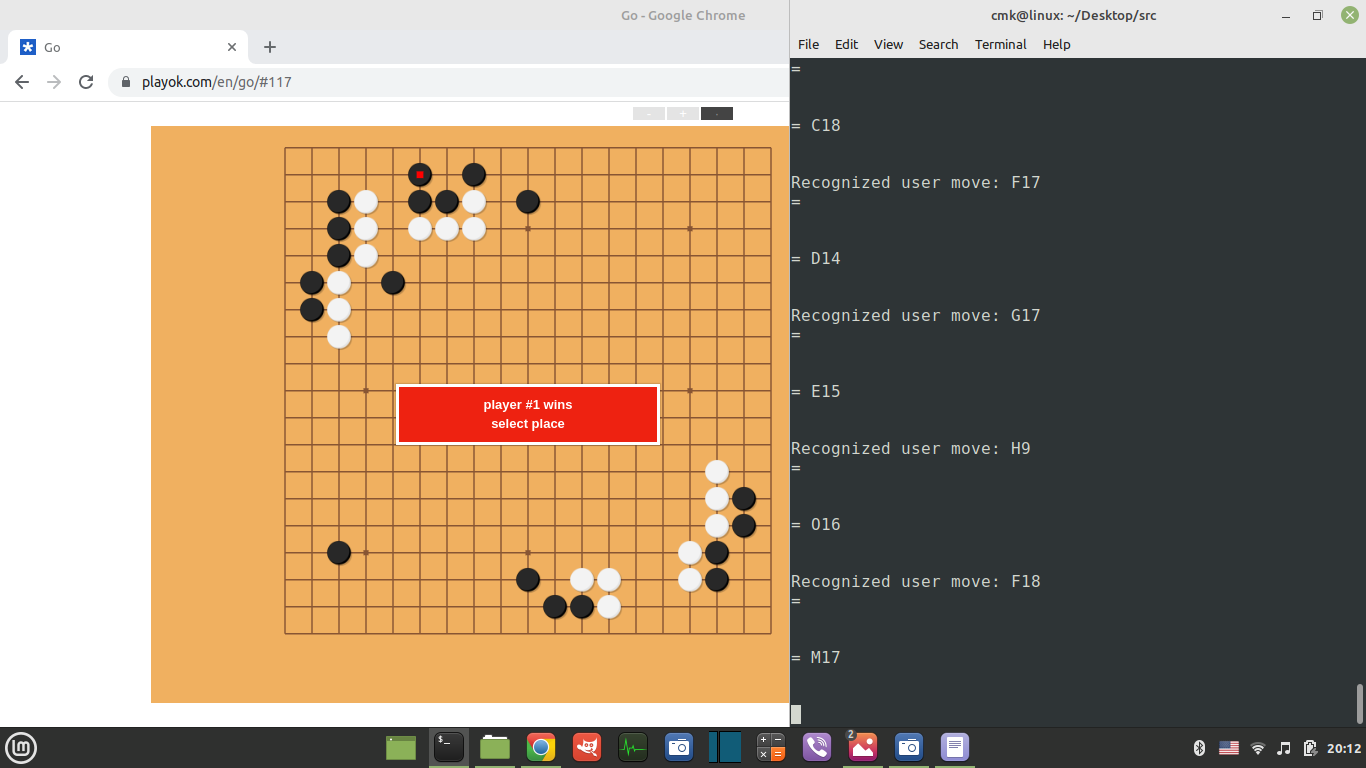 Go - Google Chrome
cmk@linux: ~/Desktop/src
Go
File Edit View Search Terminal Help
playok.com/en/go/#117
- + .
=
= C18
Recognized user move: F17
=
= D14
Recognized user move: G17
=
= E15
player #1 wins
select place
Recognized user move: H9
=
= O16
Recognized user move: F18
=
= M17
$_
2
20:12